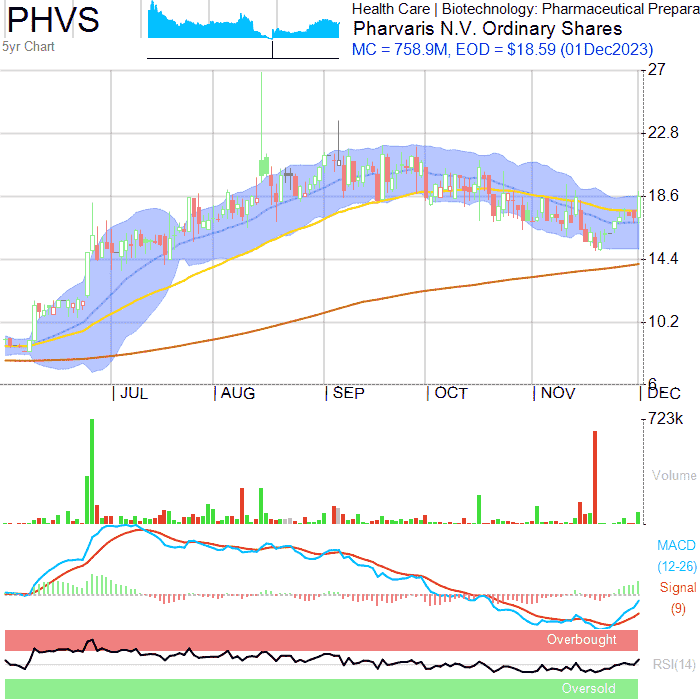 PHVS
5yr Chart
Health Care | Biotechnology: Pharmaceutical Prepara
Pharvaris N.V. Ordinary Shares
MC = 758.9M, EOD = $18.59 (01Dec2023)
27
22.8
18.6
14.4
10.2
6
JUL AUG SEP OCT NOV DEC
723k
Volume
MACD
(12-26)
Signal
(9)
Overbought
RSI(14)
Oversold